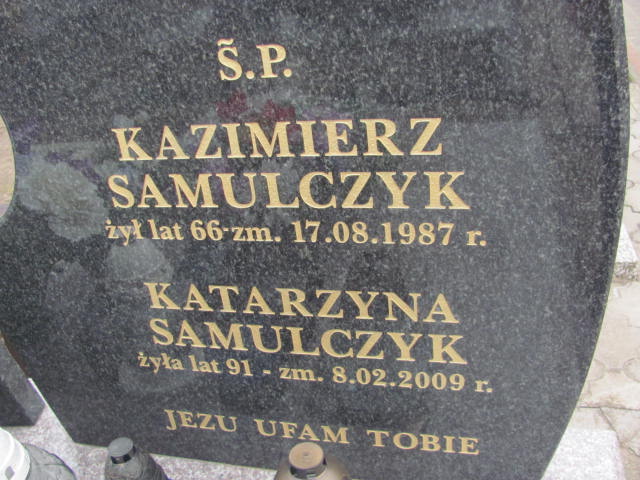 Ś.P.
KAZIMIERZ
SAMULCZYK
żył lat 66-zm. 17.08.1987 r.
KATARZYNA
SAMULCZYK
żyła lat 91 - zm. 8.02.2009 r.
JEZU UFAM TOBIE